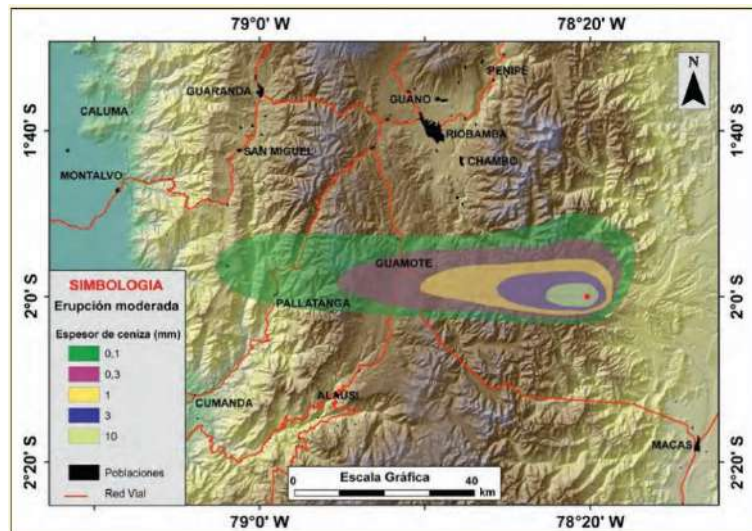 79°0' W
78°20' W
N
PENIPE
GUARANDA
GUANO
CALUMA
RIOBAMBA
1°40' S
1°40' S
SAN MIGUEL
CHAMBO
MONTALVO
GUAMOTE
SIMBOLOGIA
Erupción moderada
Espesor de ceniza (mm)
0,1
0,3
1
3
10
Poblaciones
Red Vial
PALLATANGA
2°0' S
2°0' S
ALAUSI
CUMANDA
MACAS
2°20' S
2°20' S
Escala Gráfica
0
40
km
79°0' W
78°20' W